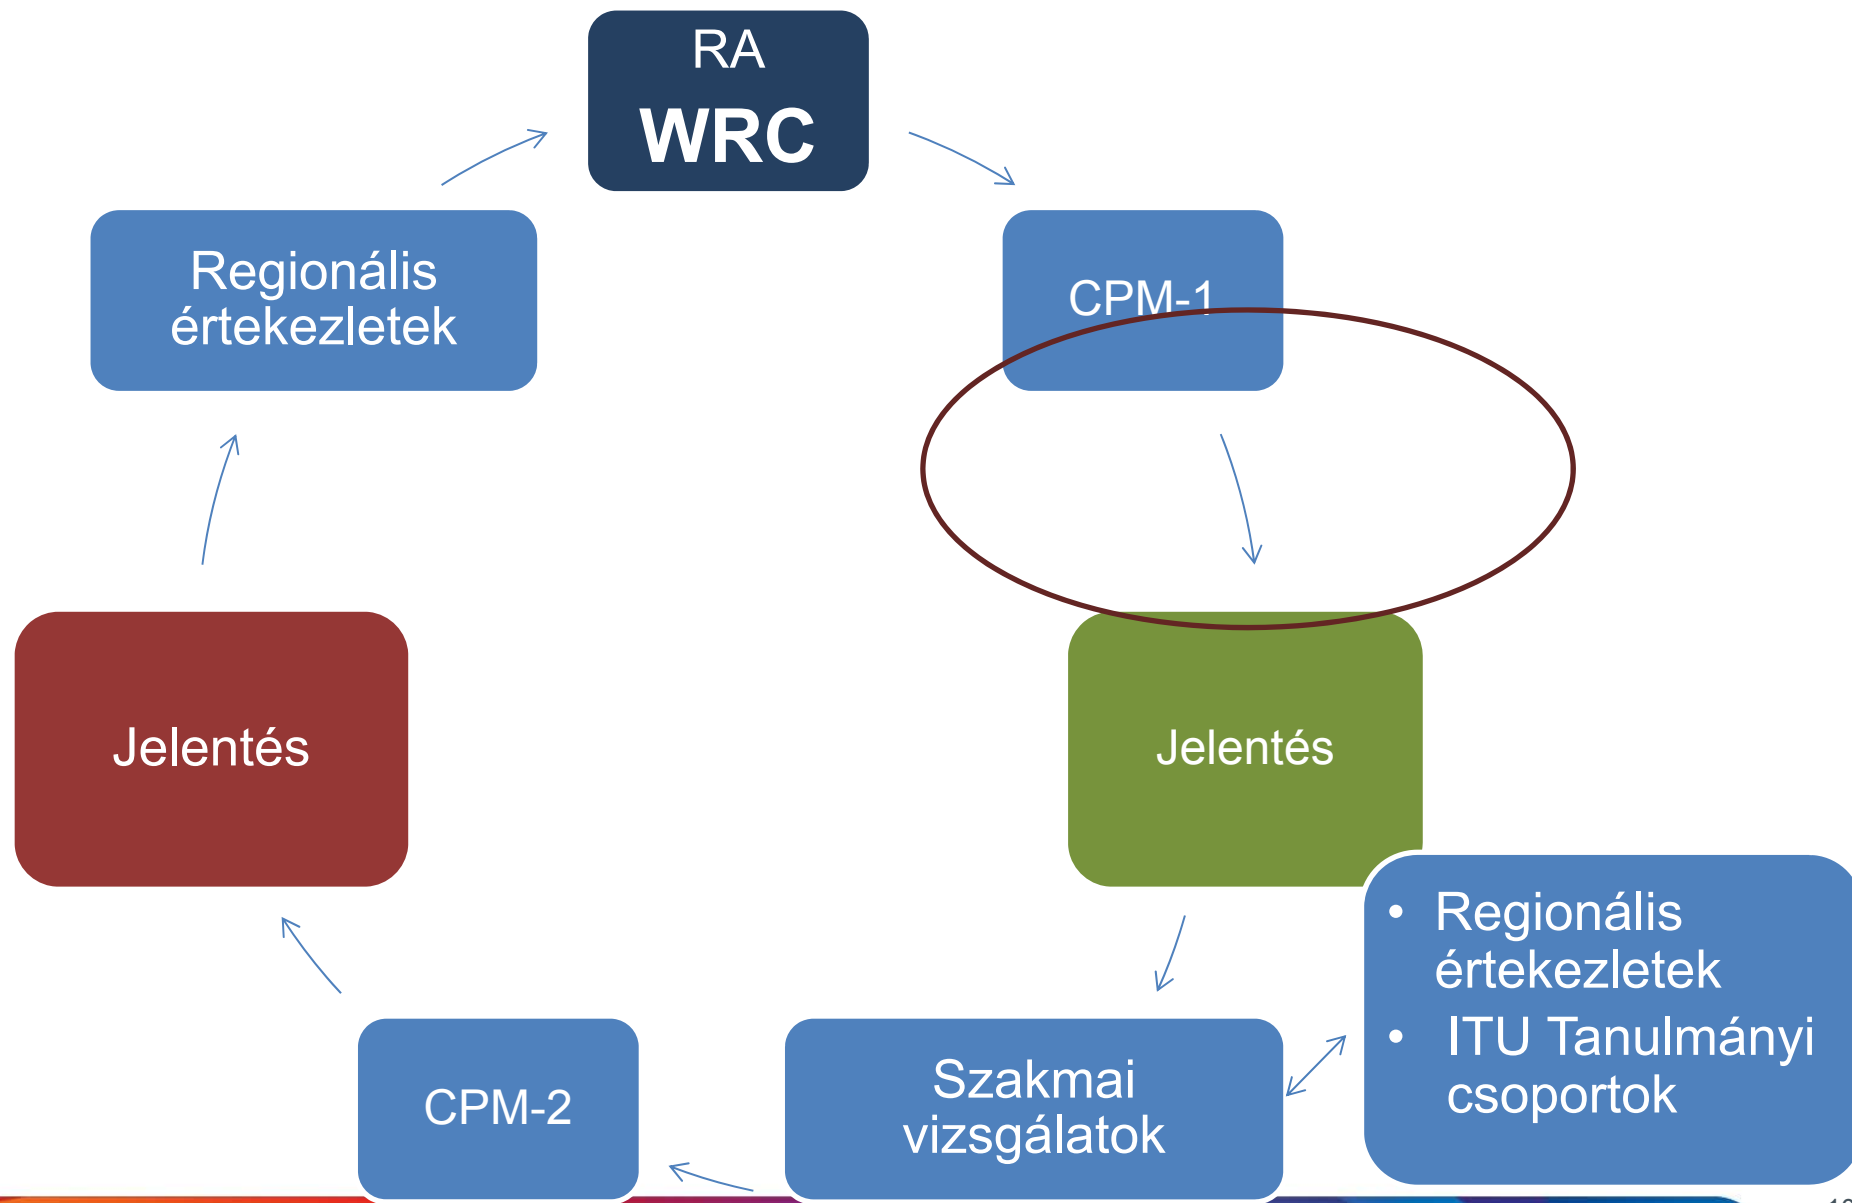 RA
WRC
Regionális
értekezletek
CPM-1
Jelentés
Jelentés
• Regionális
értekezletek
• ITU Tanulmányi
csoportok
Szakmai
vizsgálatok
CPM-2